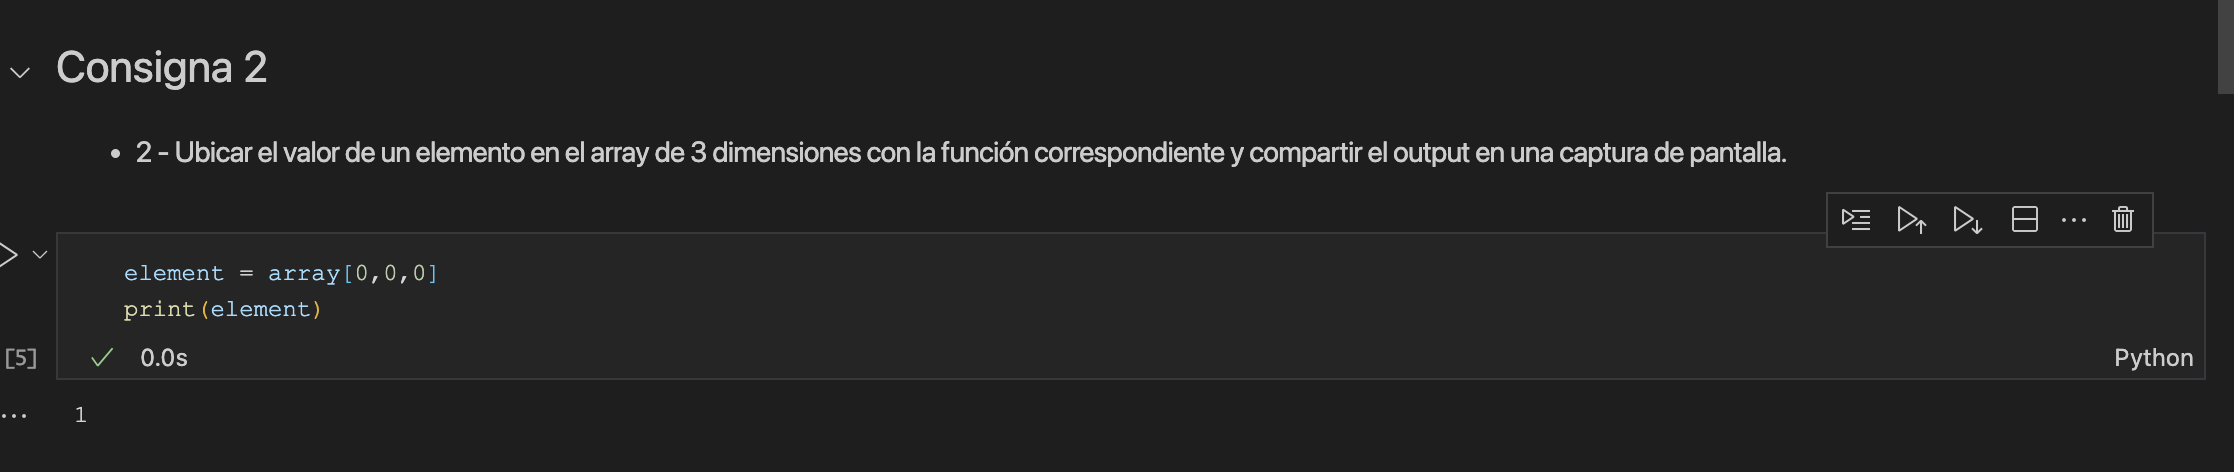 Consigna 2
• 2 - Ubicar el valor de un elemento en el array de 3 dimensiones con la función correspondiente y compartir el output en una captura de pantalla.
element = array[0,0,0]
print(element)
[5]
0.0s
Python
1